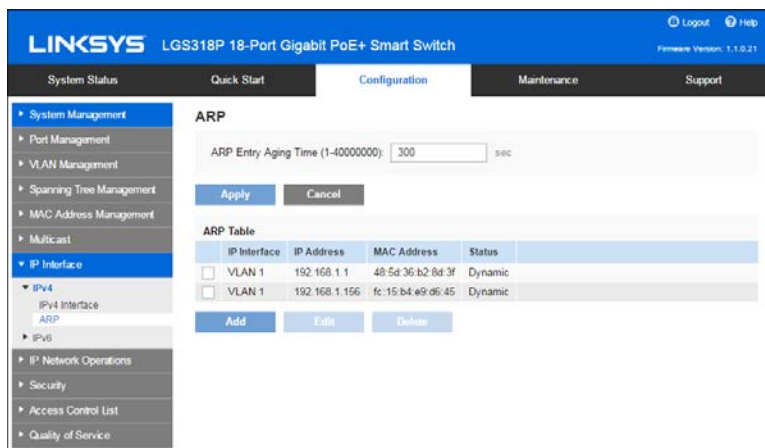 Logout Help
LINKSYS LGS318P 18-Port Gigabit PoE+ Smart Switch
Firmware Version: 1.1.0.21
System Status Quick Start Configuration Maintenance Support
System Management
Port Management
VLAN Management
Spanning Tree Management
MAC Address Management
Multicast
IP Interface
IPv4
IPv4 Interface
ARP
IPv6
IP Network Operations
Security
Access Control List
Quality of Service
ARP
ARP Entry Aging Time (1-40000000): 300 sec
Apply Cancel
ARP Table
IP Interface IP Address MAC Address Status
VLAN 1 192.168.1.1 48:5d:36:b2:8d:3f Dynamic
VLAN 1 192.168.1.156 fc:15:b4:e9:d6:45 Dynamic
Add Edit Delete